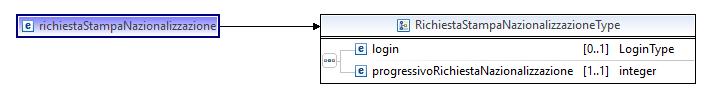 e richiestaStampaNazionalizzazione
RichiestaStampaNazionalizzazioneType
e login [0..1] LoginType
e progressivoRichiestaNazionalizzazione [1..1] integer